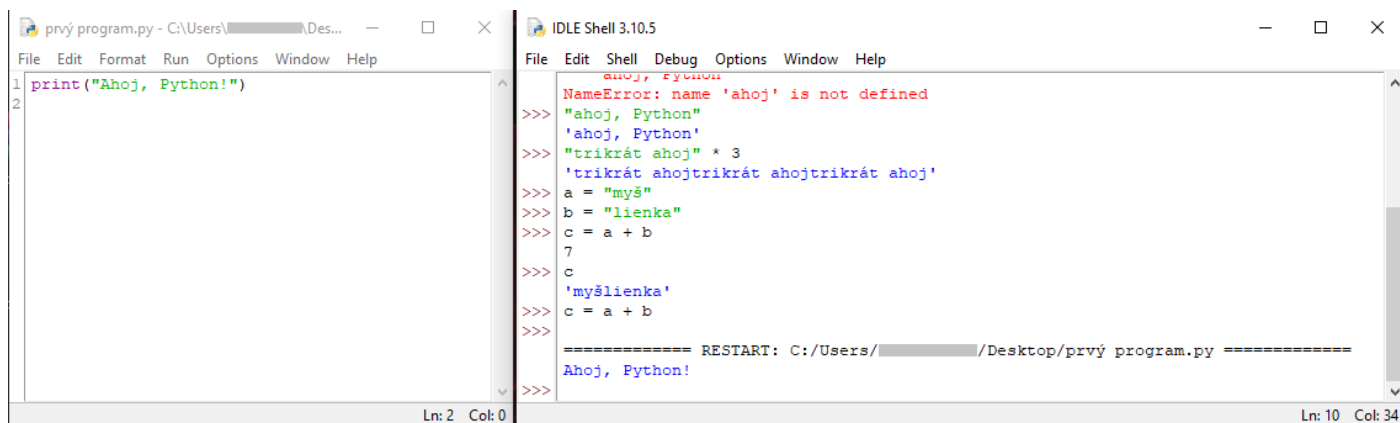 prvý program.py - C:\Users\ \Des...
File Edit Format Run Options Window Help
1 print("Ahoj, Python!")
2
Ln: 2 Col: 0
IDLE Shell 3.10.5
File Edit Shell Debug Options Window Help
ahoj, Python
NameError: name 'ahoj' is not defined
>>> "ahoj, Python"
'ahoj, Python'
>>> "trikrát ahoj" * 3
'trikrát ahojtrikrát ahojtrikrát ahoj'
>>> a = "myš"
>>> b = "lienka"
>>> c = a + b
7
>>> c
'myšlienka'
>>> c = a + b
>>>
============= RESTART: C:/Users/ /Desktop/prvý program.py =============
Ahoj, Python!
>>>
Ln: 10 Col: 34